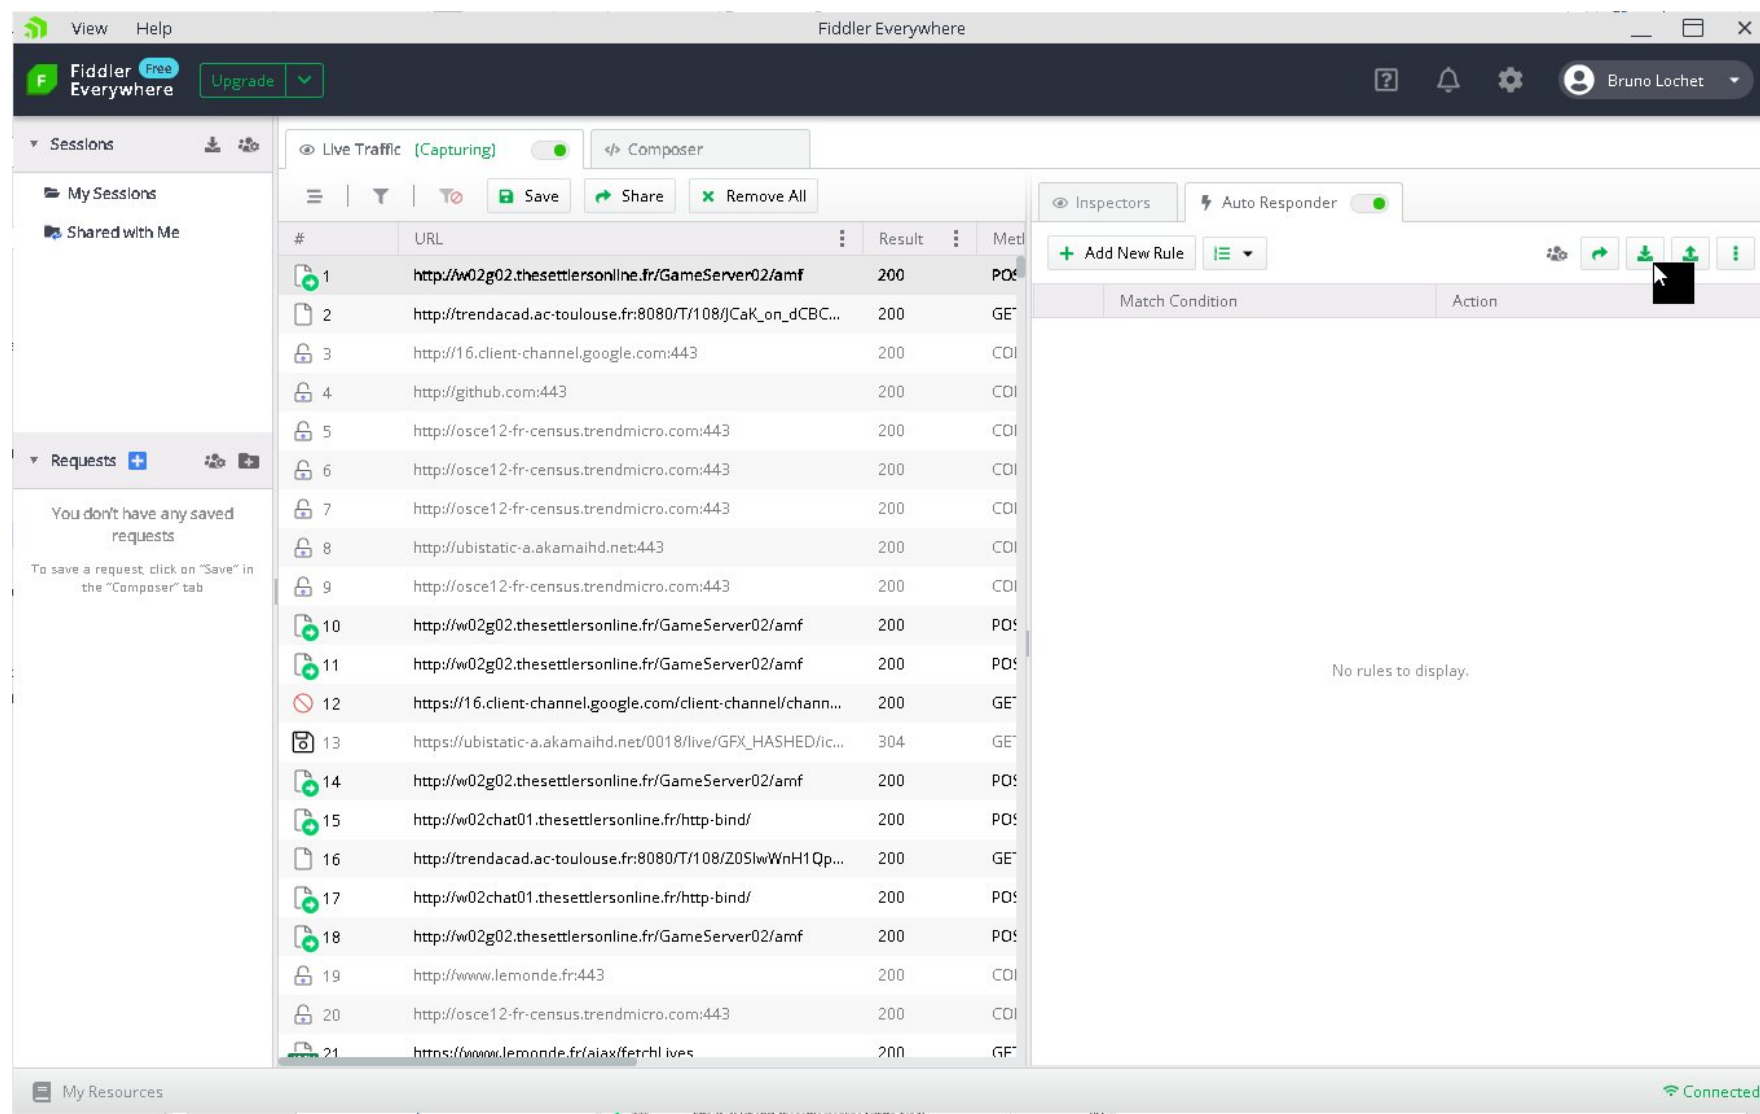 View Help Fiddler Everywhere
Fiddler Free
Everywhere
Upgrade
Bruno Lochet
Sessions
My Sessions
Shared with Me
Requests
You don't have any saved
requests
To save a request, click on "Save" in
the "Composer" tab
Live Traffic (Capturing)
</> Composer
Save Share Remove All
# URL Result Met
1 http://w02g02.thesettlersonline.fr/GameServer02/amf 200 POS
2 http://trendacad.ac-toulouse.fr:8080/T/108/JCaK_on_dCBC... 200 GET
3 http://16.client-channel.google.com:443 200 CO
4 http://github.com:443 200 CO
5 http://osce12-fr-census.trendmicro.com:443 200 CO
6 http://osce12-fr-census.trendmicro.com:443 200 CO
7 http://osce12-fr-census.trendmicro.com:443 200 CO
8 http://ubistatic-a.akamaihd.net:443 200 CO
9 http://osce12-fr-census.trendmicro.com:443 200 CO
10 http://w02g02.thesettlersonline.fr/GameServer02/amf 200 POS
11 http://w02g02.thesettlersonline.fr/GameServer02/amf 200 POS
12 https://16.client-channel.google.com/client-channel/chann... 200 GET
13 https://ubistatic-a.akamaihd.net/0018/live/GFX_HASHED/ic... 304 GET
14 http://w02g02.thesettlersonline.fr/GameServer02/amf 200 POS
15 http://w02chat01.thesettlersonline.fr/http-bind/ 200 POS
16 http://trendacad.ac-toulouse.fr:8080/T/108/Z0SlwWnH1Qp... 200 GET
17 http://w02chat01.thesettlersonline.fr/http-bind/ 200 POS
18 http://w02g02.thesettlersonline.fr/GameServer02/amf 200 POS
19 http://www.lemonde.fr:443 200 CO
20 http://osce12-fr-census.trendmicro.com:443 200 CO
21 https://www.lemonde.fr/ajax/fetchLives 200 GET
Inspectors Auto Responder
Add New Rule
Match Condition Action
No rules to display.
My Resources
Connected